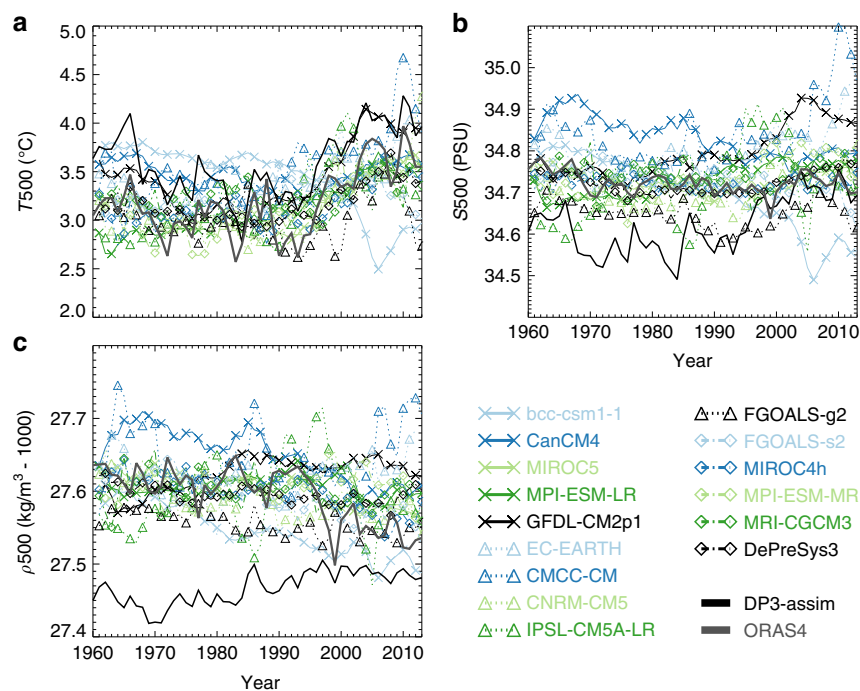 a
5.0
4.5
4.0
3.5
3.0
2.5
2.0
T500 (°C)
b
35.0
34.9
34.8
34.7
34.6
34.5
S500 (PSU)
1960 1970 1980 1990 2000 2010
Year
c
27.7
27.6
27.5
27.4
ρ500 (kg/m³ - 1000)
1960 1970 1980 1990 2000 2010
Year
bcc-csm1-1
CanCM4
MIROC5
MPI-ESM-LR
GFDL-CM2p1
EC-EARTH
CMCC-CM
CNRM-CM5
IPSL-CM5A-LR
FGOALS-g2
FGOALS-s2
MIROC4h
MPI-ESM-MR
MRI-CGCM3
DePreSys3
DP3-assim
ORAS4